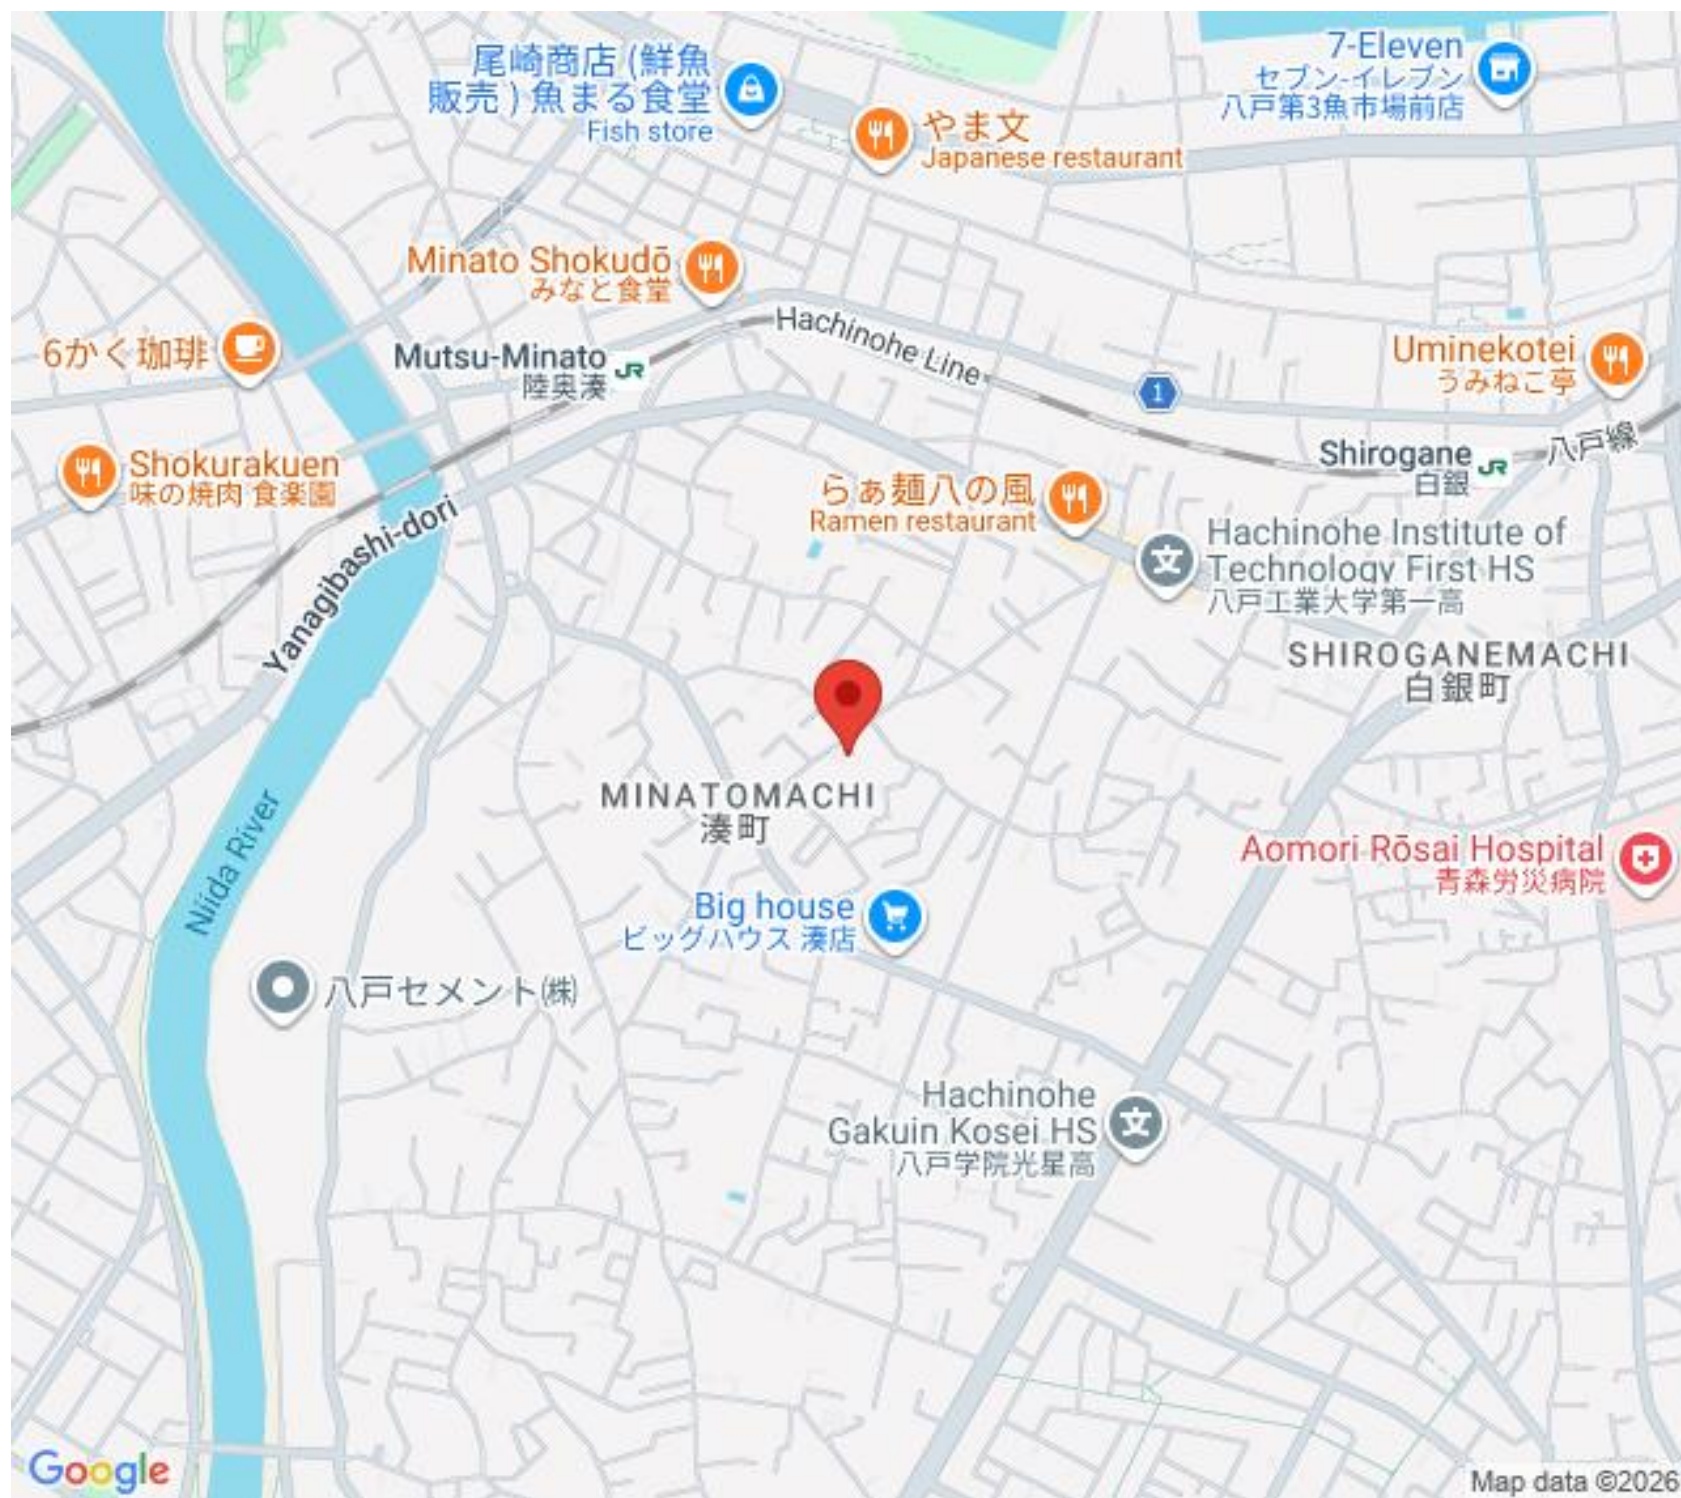 尾崎商店 (鮮魚
販売 ) 魚まる食堂
Fish store
7-Eleven
セブン-イレブン
八戸第3魚市場前店
やま文
Japanese restaurant
Minato Shokudō
みなと食堂
Hachinohe Line
6かく珈琲
Mutsu-Minato
陸奥湊
JR
1
Uminekotei
うみねこ亭
Shirogane
白銀
JR
八戸線
Shokurakuen
味の焼肉 食楽園
らぁ麺八の風
Ramen restaurant
Yanagibashi-dori
Hachinohe Institute of
Technology First HS
八戸工業大学第一高
文
SHIROGANEMACHI
白銀町
MINATOMACHI
湊町
Niida River
Aomori Rōsai Hospital
青森労災病院
Big house
ビッグハウス 湊店
八戸セメント㈱
Hachinohe
Gakuin Kosei HS
八戸学院光星高
文
Google
Map data ©2026